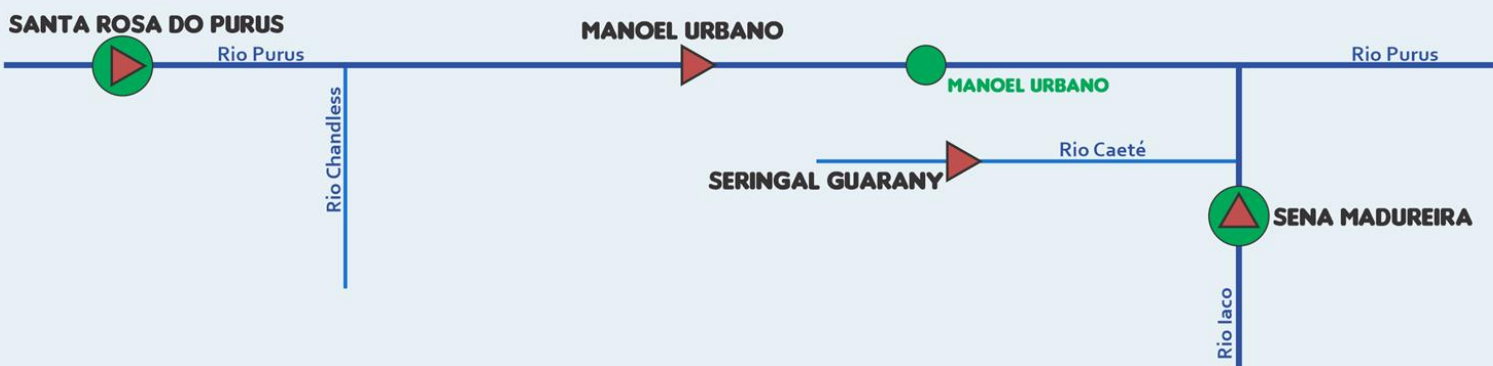 SANTA ROSA DO PURUS
Rio Purus
MANOEL URBANO
Rio Purus
MANOEL URBANO
Rio Chandless
Rio Caeté
SERINGAL GUARANY
SENA MADUREIRA
Rio Iaco